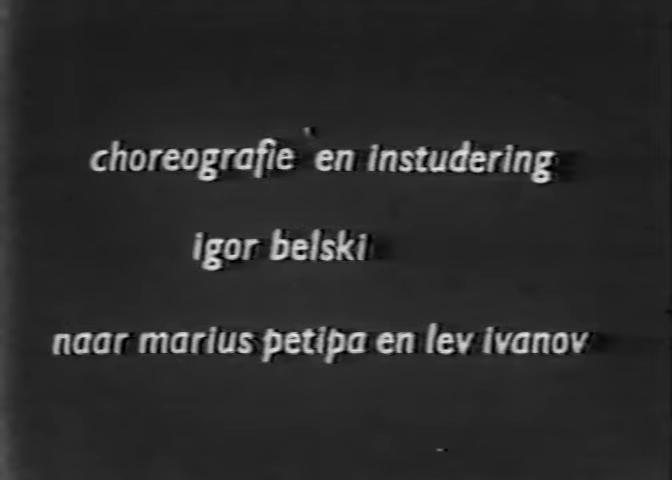 choreografie en instudering
igor belski
naar marius petipa en lev ivanov